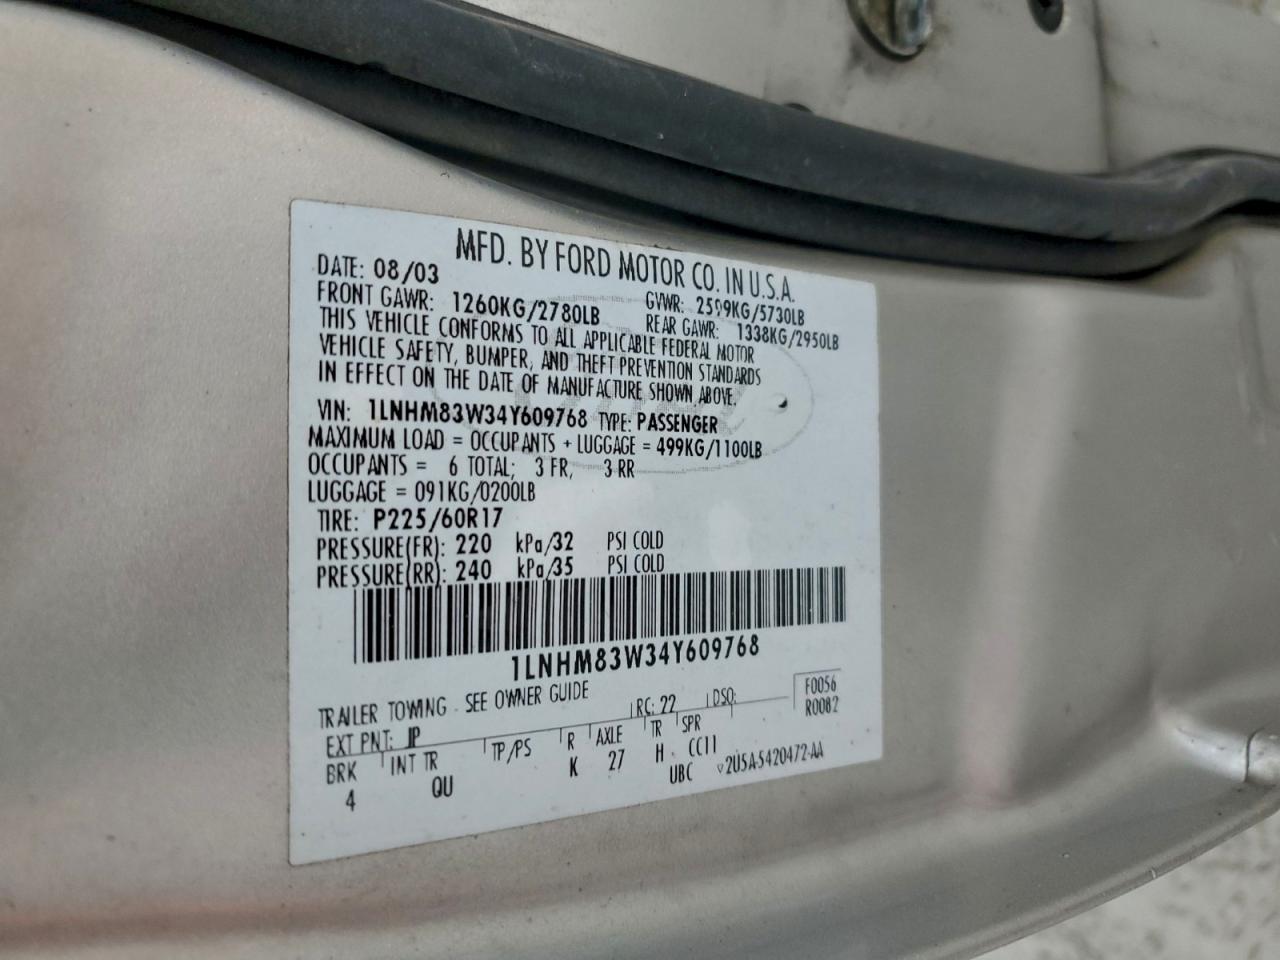 MFD. BY FORD MOTOR CO. IN U.S.A.
DATE: 08/03 GVWR: 2599KG/5730LB
FRONT GAWR: 1260KG/2780LB REAR GAWR: 1338KG/2950LB
THIS VEHICLE CONFORMS TO ALL APPLICABLE FEDERAL MOTOR
VEHICLE SAFETY, BUMPER, AND THEFT PREVENTION STANDARDS
IN EFFECT ON THE DATE OF MANUFACTURE SHOWN ABOVE.
VIN: 1LNHM83W34Y609768 TYPE: PASSENGER
MAXIMUM LOAD = OCCUPANTS + LUGGAGE = 499KG/1100LB
OCCUPANTS = 6 TOTAL; 3 FR, 3 RR
LUGGAGE = 091KG/0200LB
TIRE: P225/60R17
PRESSURE(FR): 220 kPa/32 PSI COLD
PRESSURE(RR): 240 kPa/35 PSI COLD
1LNHM83W34Y609768
TRAILER TOWING - SEE OWNER GUIDE
EXT PNT: JP RC: 22 DSO: F0056
R0082
BRK INT TR TP/PS R AXLE TR SPR
4 QU K 27 H CC11
UBC 2U5A-5420472-AA